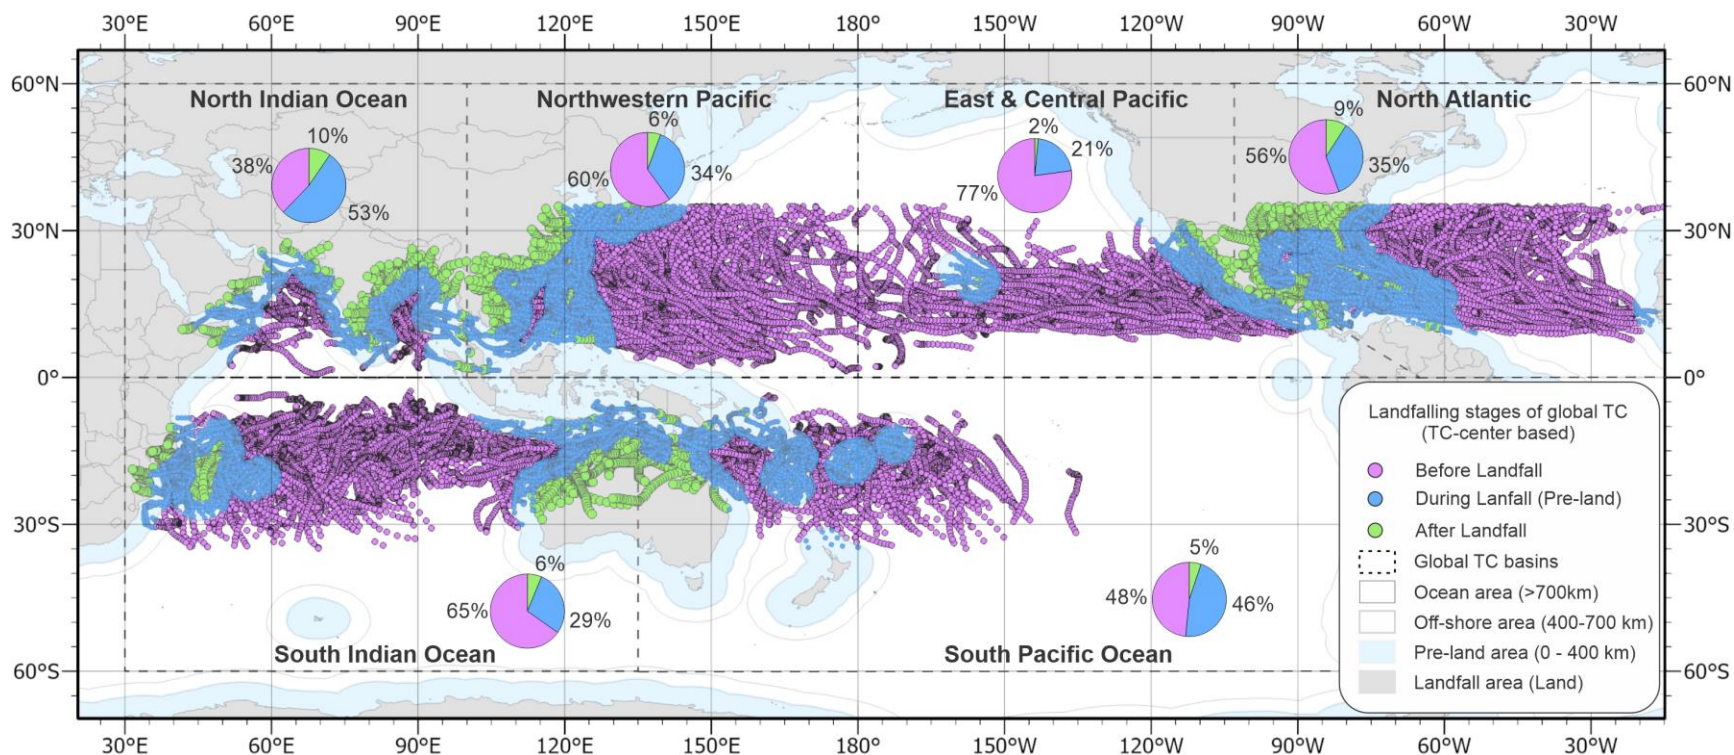 30°E 60°E 90°E 120°E 150°E 180° 150°W 120°W 90°W 60°W 30°W
60°N 60°N
North Indian Ocean Northwestern Pacific East & Central Pacific North Atlantic
10% 6% 2% 9%
38% 53% 60% 34% 77% 21% 56% 35%
30°N 30°N
0° 0°
Landfalling stages of global TC
(TC-center based)
Before Landfall
During Lanfall (Pre-land)
After Landfall
Global TC basins
Ocean area (>700km)
Off-shore area (400-700 km)
Pre-land area (0 - 400 km)
Landfall area (Land)
30°S 30°S
6% 5%
65% 29% 48% 46%
South Indian Ocean South Pacific Ocean
60°S 60°S
30°E 60°E 90°E 120°E 150°E 180° 150°W 120°W 90°W 60°W 30°W